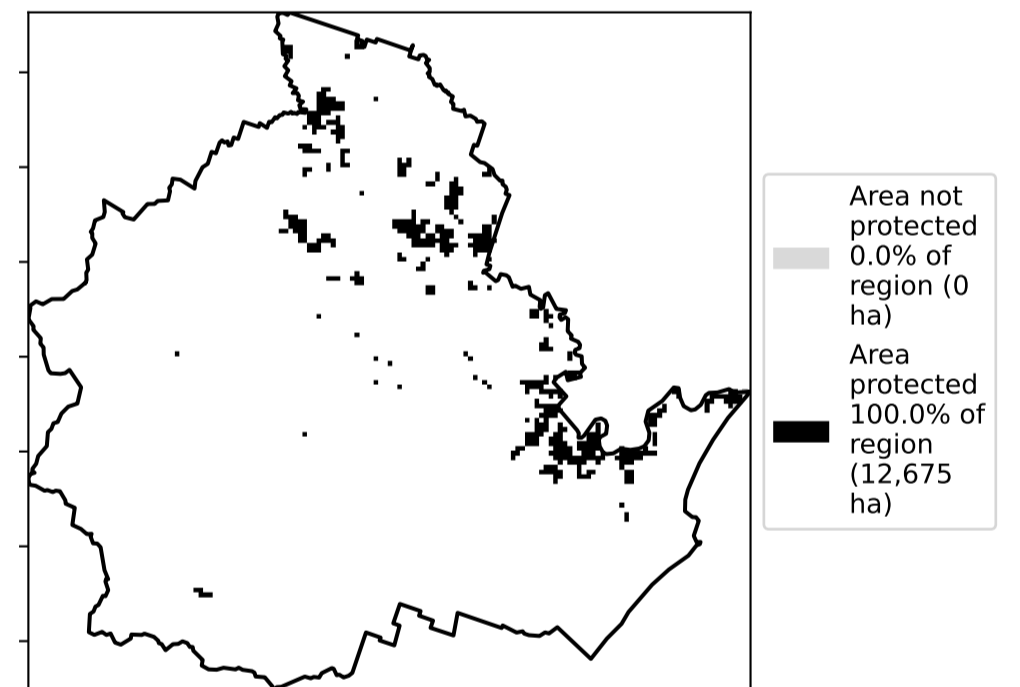 Area not
protected
0.0% of
region (0
ha)
Area
protected
100.0% of
region
(12,675
ha)